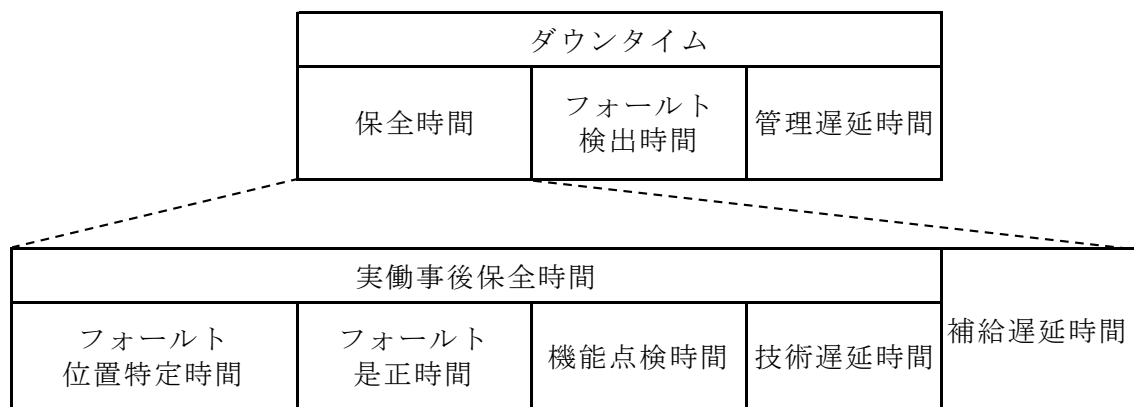 ダウンタイム
保全時間
フォールト
検出時間
管理遅延時間
実働事後保全時間
補給遅延時間
フォールト
位置特定時間
フォールト
是正時間
機能点検時間
技術遅延時間